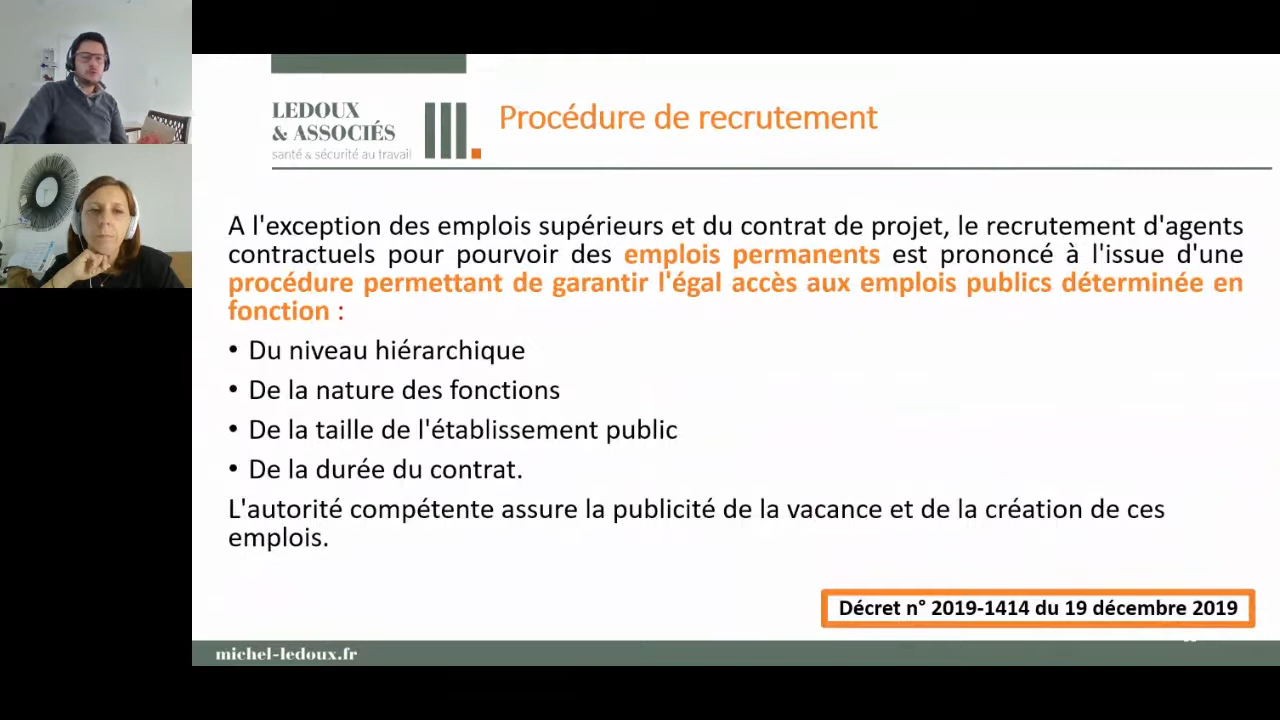 LEDOUX
& ASSOCIÉS
santé & sécurité au travail
Procédure de recrutement
A l'exception des emplois supérieurs et du contrat de projet, le recrutement d'agents
contractuels pour pourvoir des emplois permanents est prononcé à l'issue d'une
procédure permettant de garantir l'égal accès aux emplois publics déterminée en
fonction :
• Du niveau hiérarchique
• De la nature des fonctions
• De la taille de l'établissement public
• De la durée du contrat.
L'autorité compétente assure la publicité de la vacance et de la création de ces
emplois.
Décret n° 2019-1414 du 19 décembre 2019
michel-ledoux.fr